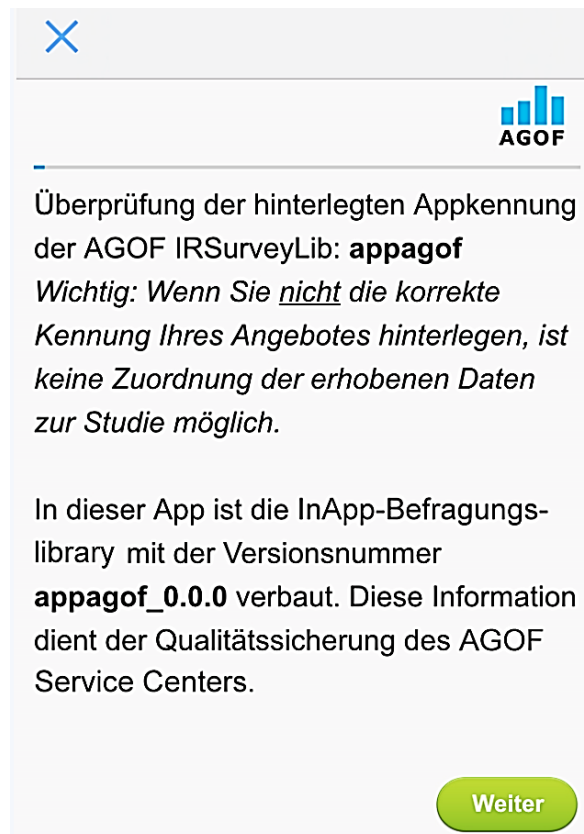 AGOF
Überprüfung der hinterlegten Appkennung
der AGOF IRSurveyLib: appagof
Wichtig: Wenn Sie nicht die korrekte
Kennung Ihres Angebotes hinterlegen, ist
keine Zuordnung der erhobenen Daten
zur Studie möglich.
In dieser App ist die InApp-Befragungs-
library mit der Versionsnummer
appagof_0.0.0 verbaut. Diese Information
dient der Qualitätssicherung des AGOF
Service Centers.
Weiter